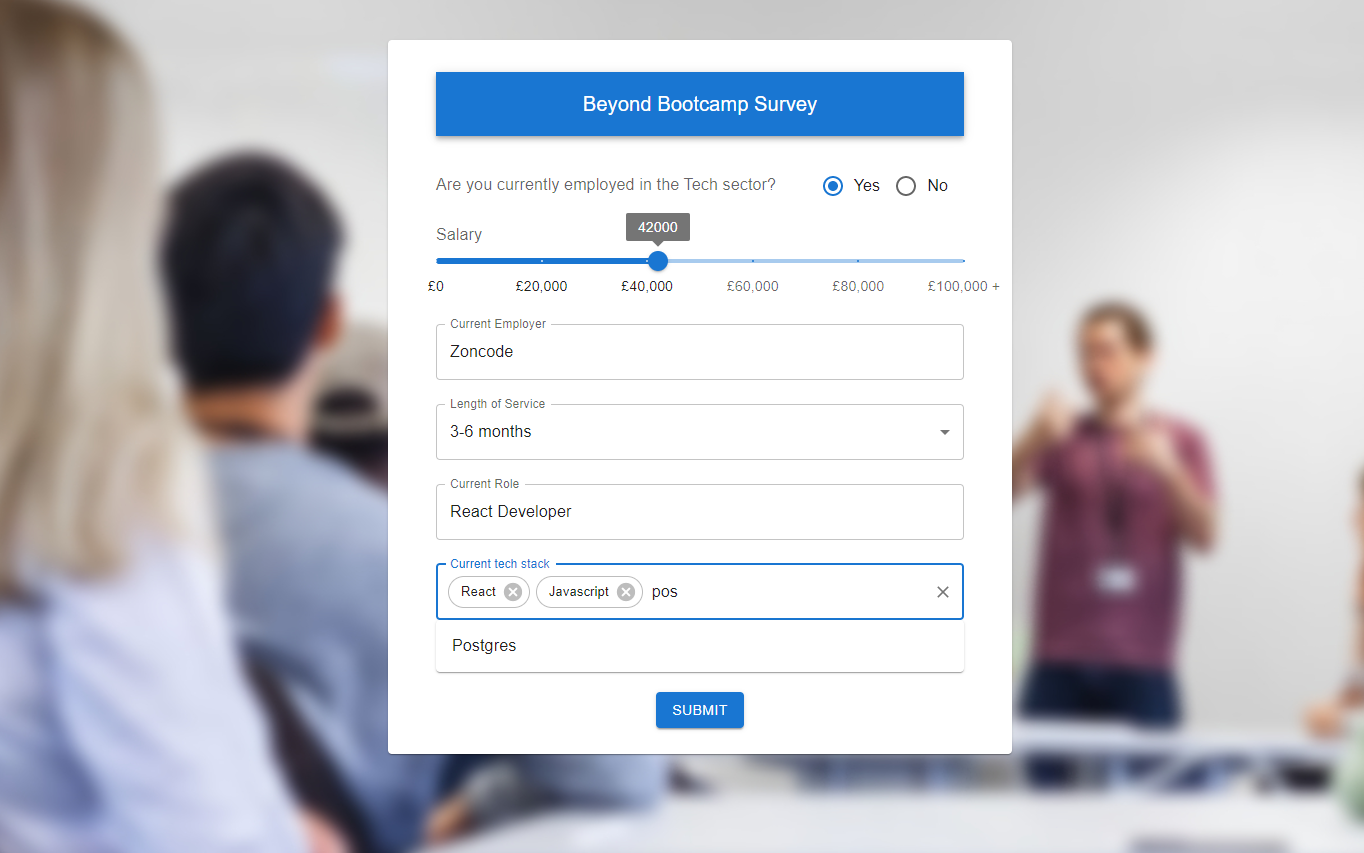 Beyond Bootcamp Survey
Are you currently employed in the Tech sector? Yes No
42000
Salary
£0 £20,000 £40,000 £60,000 £80,000 £100,000 +
Current Employer
Zoncode
Length of Service
3-6 months
Current Role
React Developer
Current tech stack
React Javascript pos
Postgres
SUBMIT